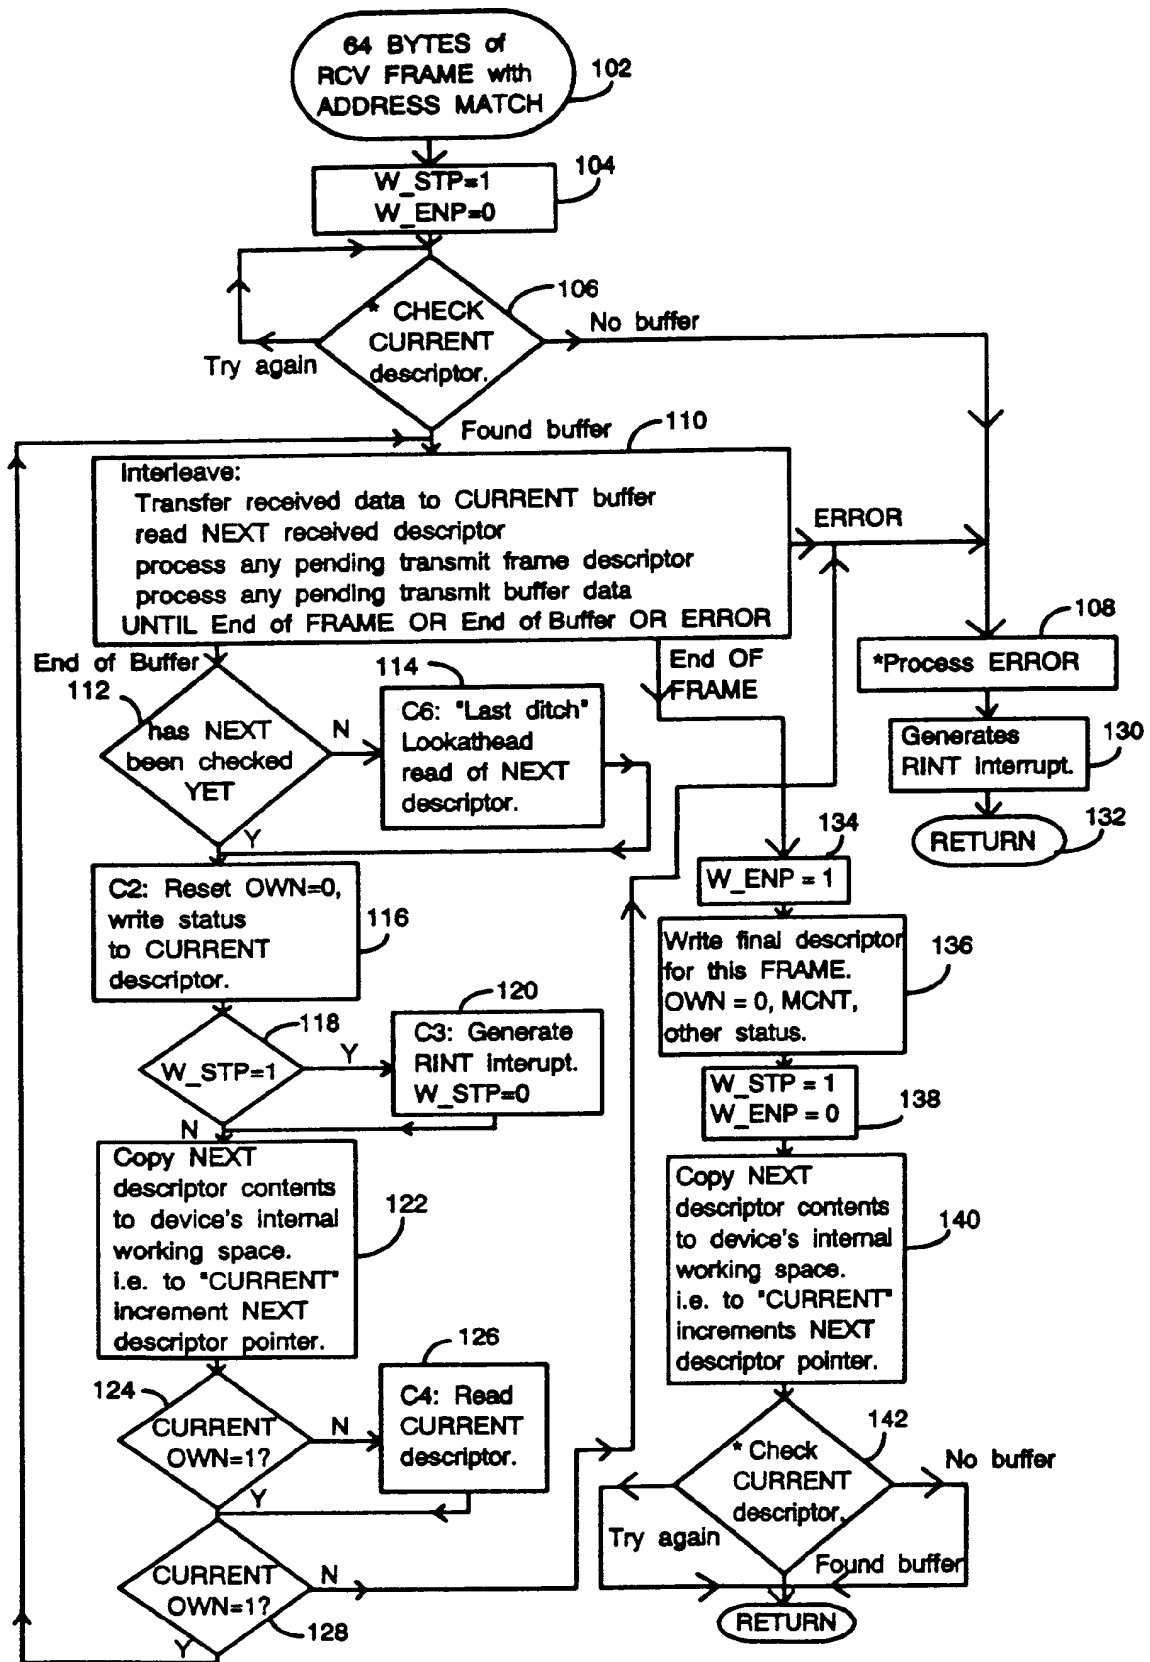 64 BYTES of
RCV FRAME with
ADDRESS MATCH
102
W_STP=1
W_ENP=0
104
* CHECK
CURRENT
descriptor.
106
No buffer
Try again
Found buffer
110
Interleave:
Transfer received data to CURRENT buffer
read NEXT received descriptor
process any pending transmit frame descriptor
process any pending transmit buffer data
UNTIL End of FRAME OR End of Buffer OR ERROR
ERROR
108
*Process ERROR
Generates
RINT interrupt.
130
RETURN
132
End of Buffer
112
has NEXT
been checked
YET
N
Y
114
C6: "Last ditch"
Lookathead
read of NEXT
descriptor.
End OF
FRAME
134
W_ENP = 1
C2: Reset OWN=0,
write status
to CURRENT
descriptor.
116
Write final descriptor
for this FRAME.
OWN = 0, MCNT,
other status.
136
118
W_STP=1
Y
N
120
C3: Generate
RINT interupt.
W_STP=0
W_STP = 1
W_ENP = 0
138
Copy NEXT
descriptor contents
to device's internal
working space.
i.e. to "CURRENT"
increment NEXT
descriptor pointer.
122
Copy NEXT
descriptor contents
to device's internal
working space.
i.e. to "CURRENT"
increments NEXT
descriptor pointer.
140
124
CURRENT
OWN=1?
N
Y
126
C4: Read
CURRENT
descriptor.
142
* Check
CURRENT
descriptor.
No buffer
Try again
Found buffer
RETURN
CURRENT
OWN=1?
N
128
Y